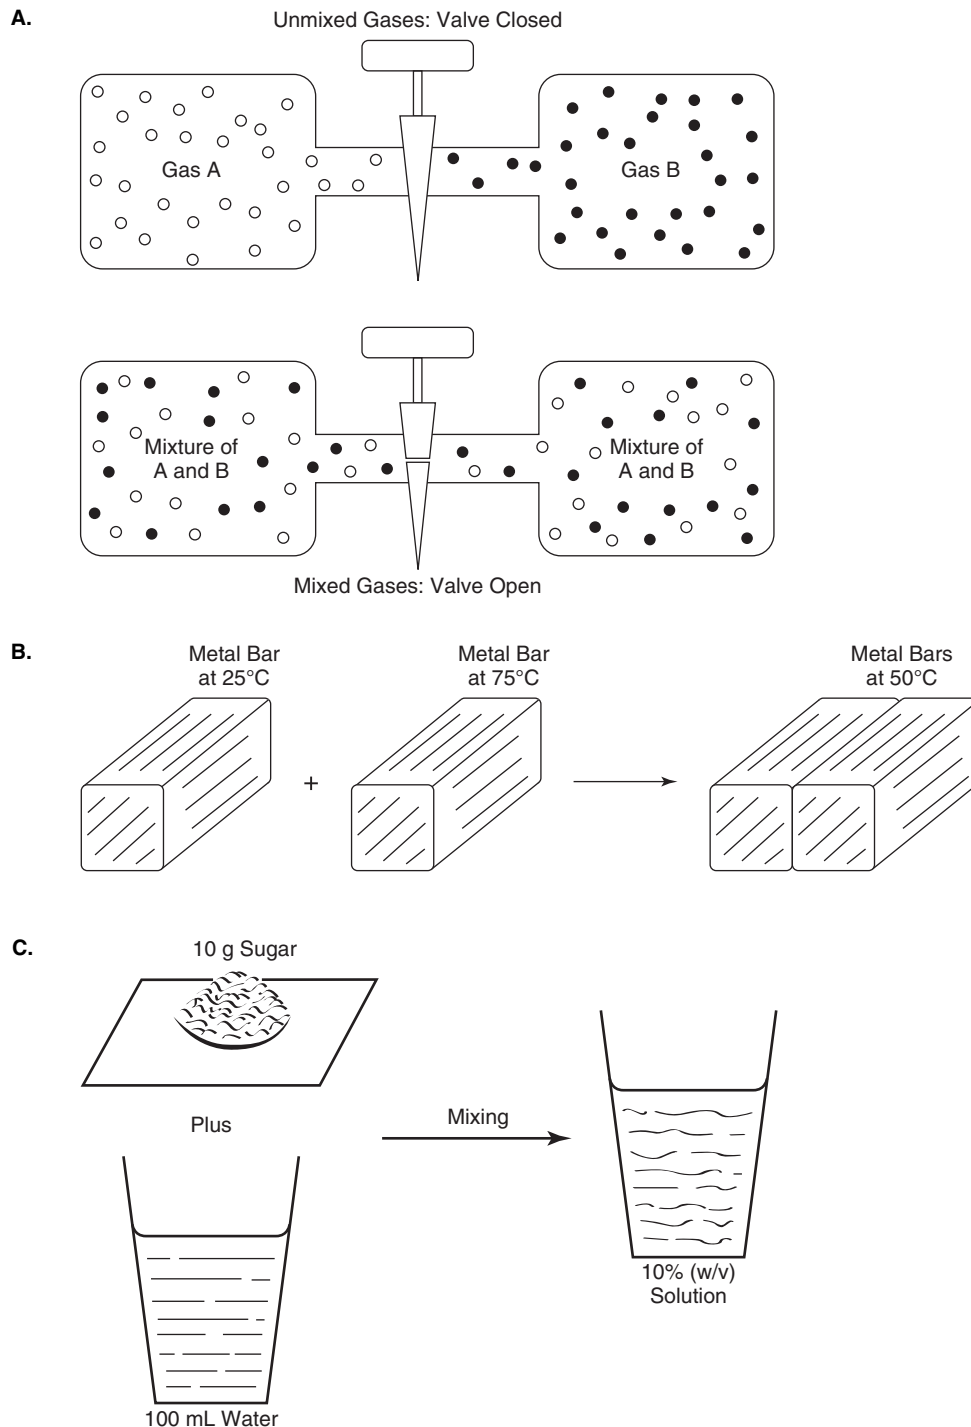 A.
Unmixed Gases: Valve Closed
Gas A
Gas B
Mixture of
A and B
Mixture of
A and B
Mixed Gases: Valve Open
B.
Metal Bar
at 25°C
Metal Bar
at 75°C
Metal Bars
at 50°C
+
C.
10 g Sugar
Plus
Mixing
100 mL Water
10% (w/v)
Solution